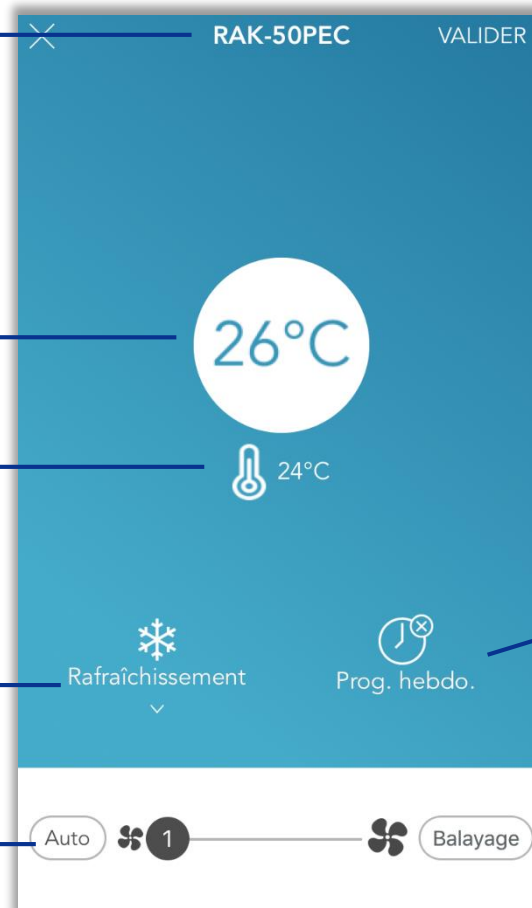 RAK-50PEC VALIDER
26°C
24°C
Rafraîchissement Prog. hebdo.
Auto 1 Balayage